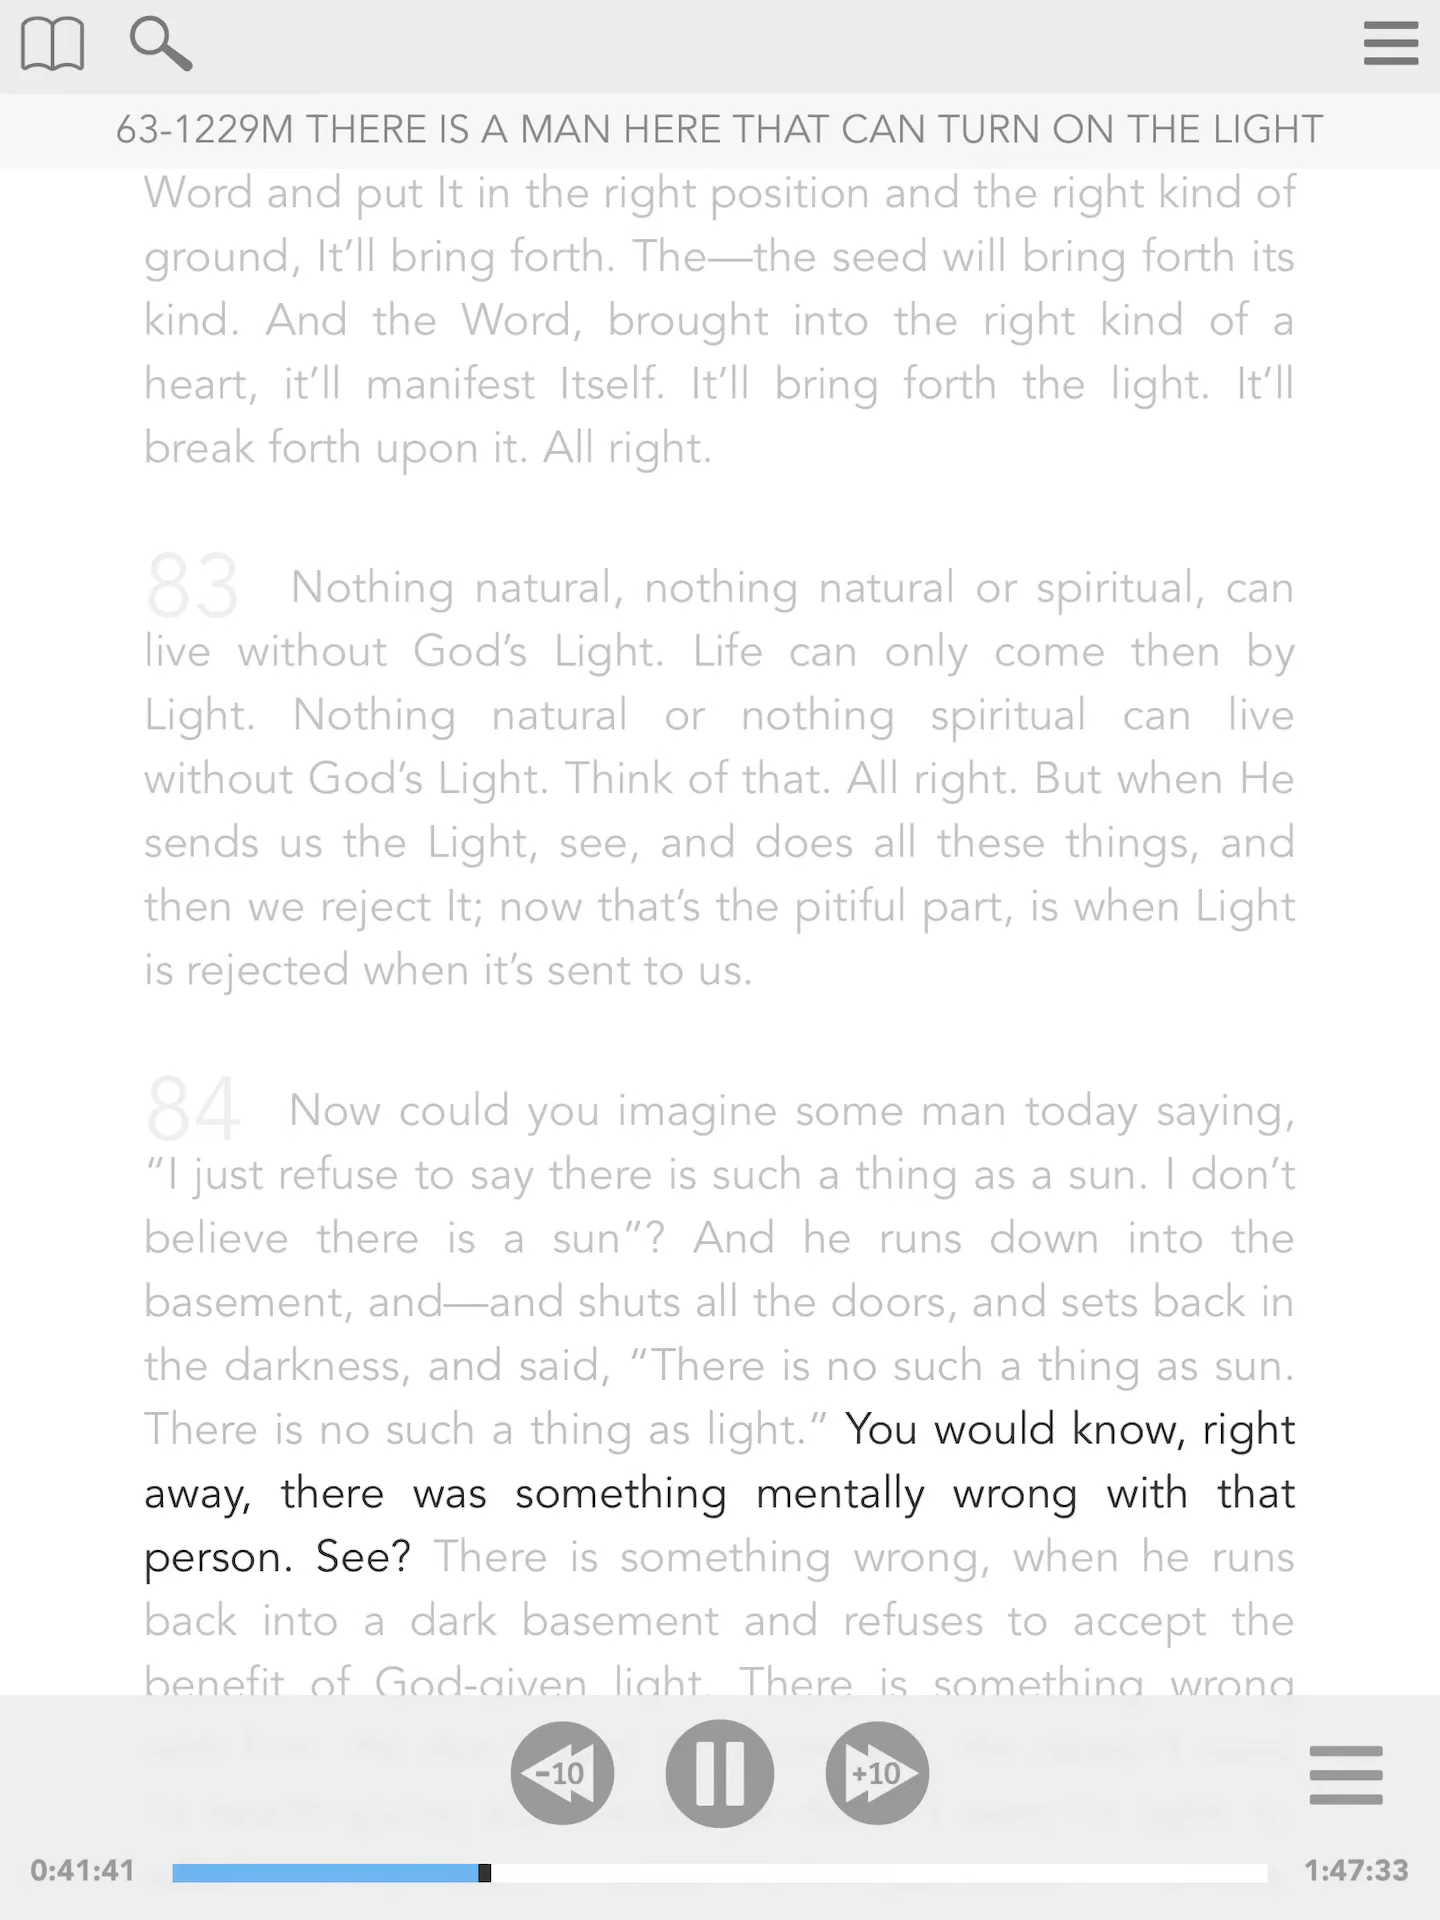 63-1229M THERE IS A MAN HERE THAT CAN TURN ON THE LIGHT
Word and put It in the right position and the right kind of
ground, It’ll bring forth. The—the seed will bring forth its
kind. And the Word, brought into the right kind of a
heart, it’ll manifest Itself. It’ll bring forth the light. It’ll
break forth upon it. All right.
83 Nothing natural, nothing natural or spiritual, can
live without God’s Light. Life can only come then by
Light. Nothing natural or nothing spiritual can live
without God’s Light. Think of that. All right. But when He
sends us the Light, see, and does all these things, and
then we reject It; now that’s the pitiful part, is when Light
is rejected when it’s sent to us.
84 Now could you imagine some man today saying,
“I just refuse to say there is such a thing as a sun. I don’t
believe there is a sun”? And he runs down into the
basement, and—and shuts all the doors, and sets back in
the darkness, and said, “There is no such a thing as sun.
There is no such a thing as light.” You would know, right
away, there was something mentally wrong with that
person. See? There is something wrong, when he runs
back into a dark basement and refuses to accept the
benefit of God-given light. There is something wrong
-10 +10
0:41:41 1:47:33